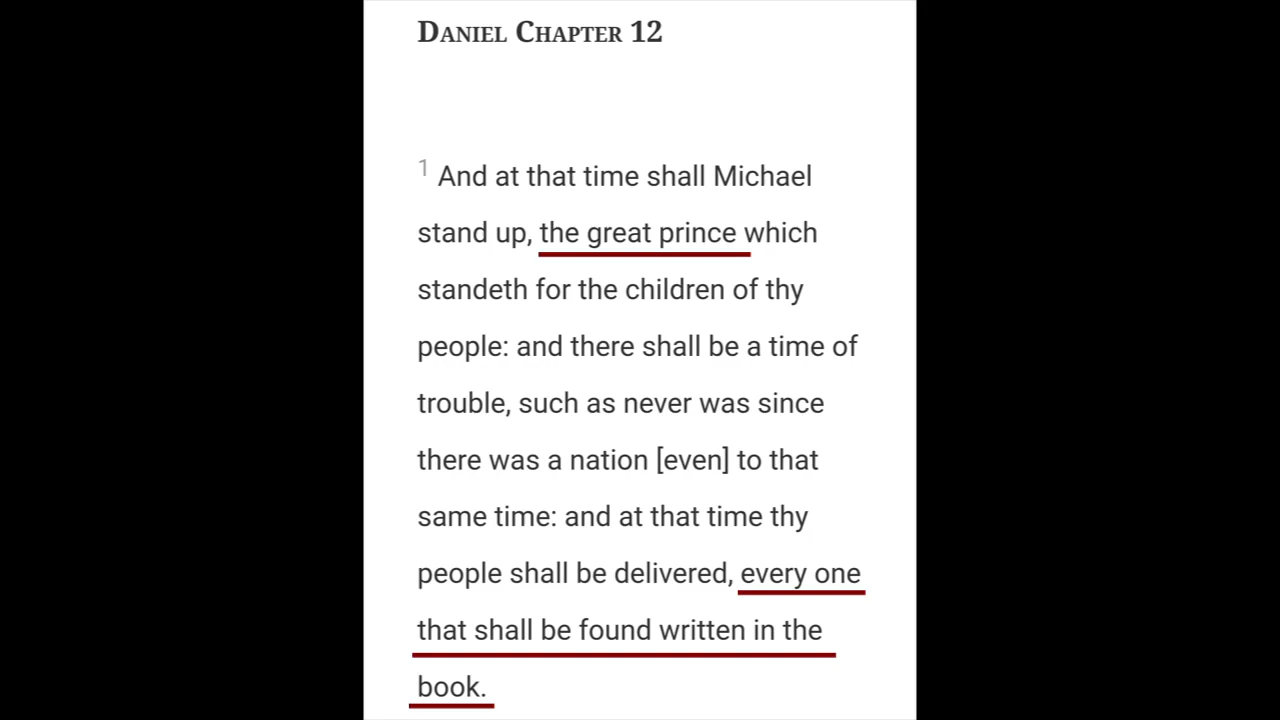 Daniel Chapter 12
1 And at that time shall Michael
stand up, the great prince which
standeth for the children of thy
people: and there shall be a time of
trouble, such as never was since
there was a nation [even] to that
same time: and at that time thy
people shall be delivered, every one
that shall be found written in the
book.